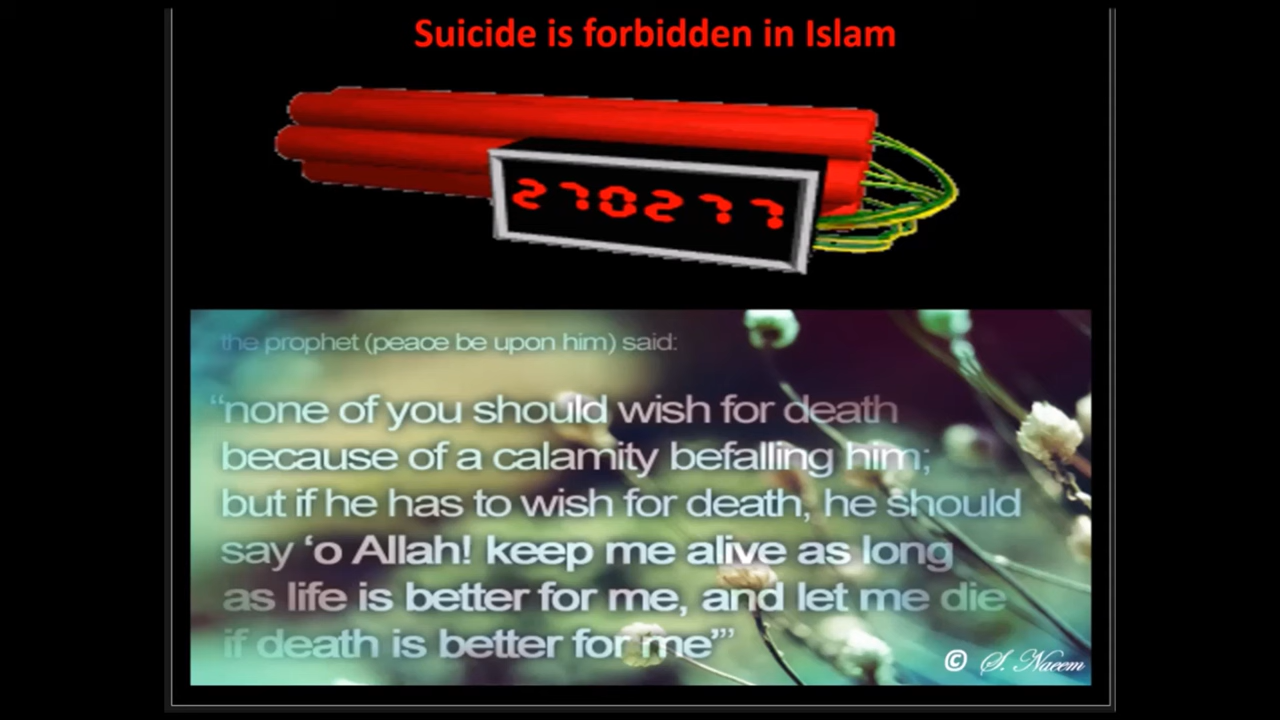 Suicide is forbidden in Islam
270277
the prophet (peace be upon him) said:
“none of you should wish for death
because of a calamity befalling him;
but if he has to wish for death, he should
say ‘o Allah! keep me alive as long
as life is better for me, and let me die
if death is better for me’”
© S. Naeem